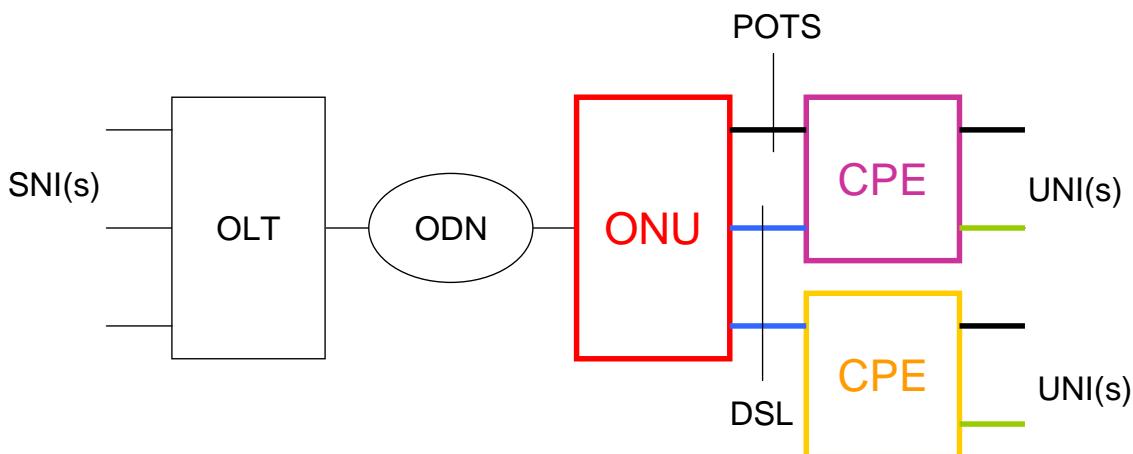 POTS
SNI(s)
OLT
ODN
ONU
CPE
UNI(s)
DSL
CPE
UNI(s)